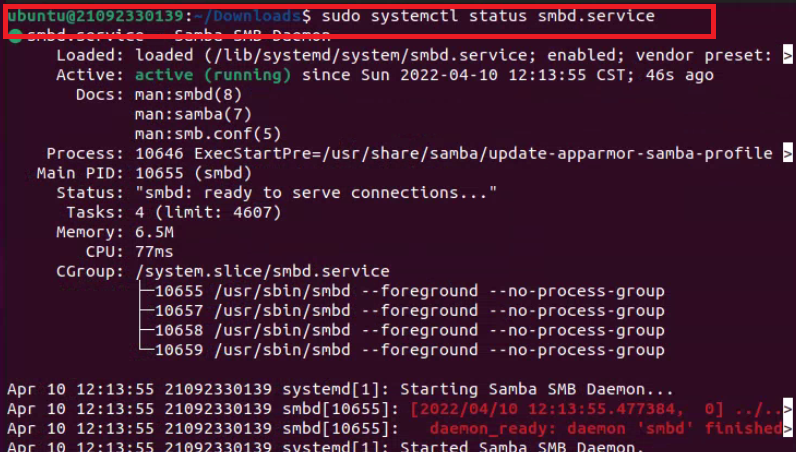 ubuntu@21092330139:~/Downloads$ sudo systemctl status smbd.service
● smbd.service - Samba SMB Daemon
Loaded: loaded (/lib/systemd/system/smbd.service; enabled; vendor preset: >
Active: active (running) since Sun 2022-04-10 12:13:55 CST; 46s ago
Docs: man:smbd(8)
man:samba(7)
man:smb.conf(5)
Process: 10646 ExecStartPre=/usr/share/samba/update-apparmor-samba-profile >
Main PID: 10655 (smbd)
Status: "smbd: ready to serve connections..."
Tasks: 4 (limit: 4607)
Memory: 6.5M
CPU: 77ms
CGroup: /system.slice/smbd.service
├─10655 /usr/sbin/smbd --foreground --no-process-group
├─10657 /usr/sbin/smbd --foreground --no-process-group
├─10658 /usr/sbin/smbd --foreground --no-process-group
└─10659 /usr/sbin/smbd --foreground --no-process-group
Apr 10 12:13:55 21092330139 systemd[1]: Starting Samba SMB Daemon...
Apr 10 12:13:55 21092330139 smbd[10655]: [2022/04/10 12:13:55.477384, 0] ../..>
Apr 10 12:13:55 21092330139 smbd[10655]: daemon_ready: daemon 'smbd' finished>
Apr 10 12:13:55 21092330139 systemd[1]: Started Samba SMB Daemon.